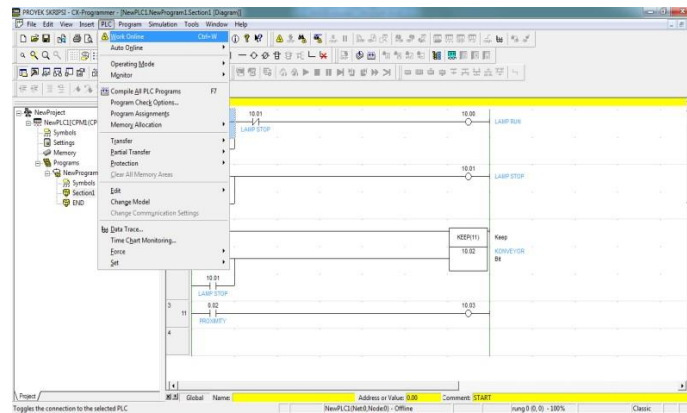 PROYEK SKRIPSI - CX-Programmer - [NewPLC1.NewProgram1.Section1 [Diagram]]
File Edit View Insert PLC Program Simulation Tools Window Help
Work Online Ctrl+W
Auto Online
Operating Mode
Monitor
Compile All PLC Programs F7
Program Check Options...
Program Assignments
Memory Allocation
Transfer
Partial Transfer
Protection
Clear All Memory Areas
Edit
Change Model
Change Communication Settings
Data Trace...
Time Chart Monitoring...
Force
Set
NewProject
Symbols
Settings
Memory
Programs
Symbols
Section1
END
10.01
LAMP STOP
10.00
LAMP RUN
10.01
LAMP STOP
KEEP(11)
Keep
10.02
KONVEYOR
Bit
10.01
LAMP STOP
3
11
0.02
PROXIMITY
10.03
4
Project
Global Name: Address or Value: 0.00 Comment: START
Toggles the connection to the selected PLC
NewPLC1(Net:0,Node:0) - Offline
rung 0 (0, 0) - 100%
Classic